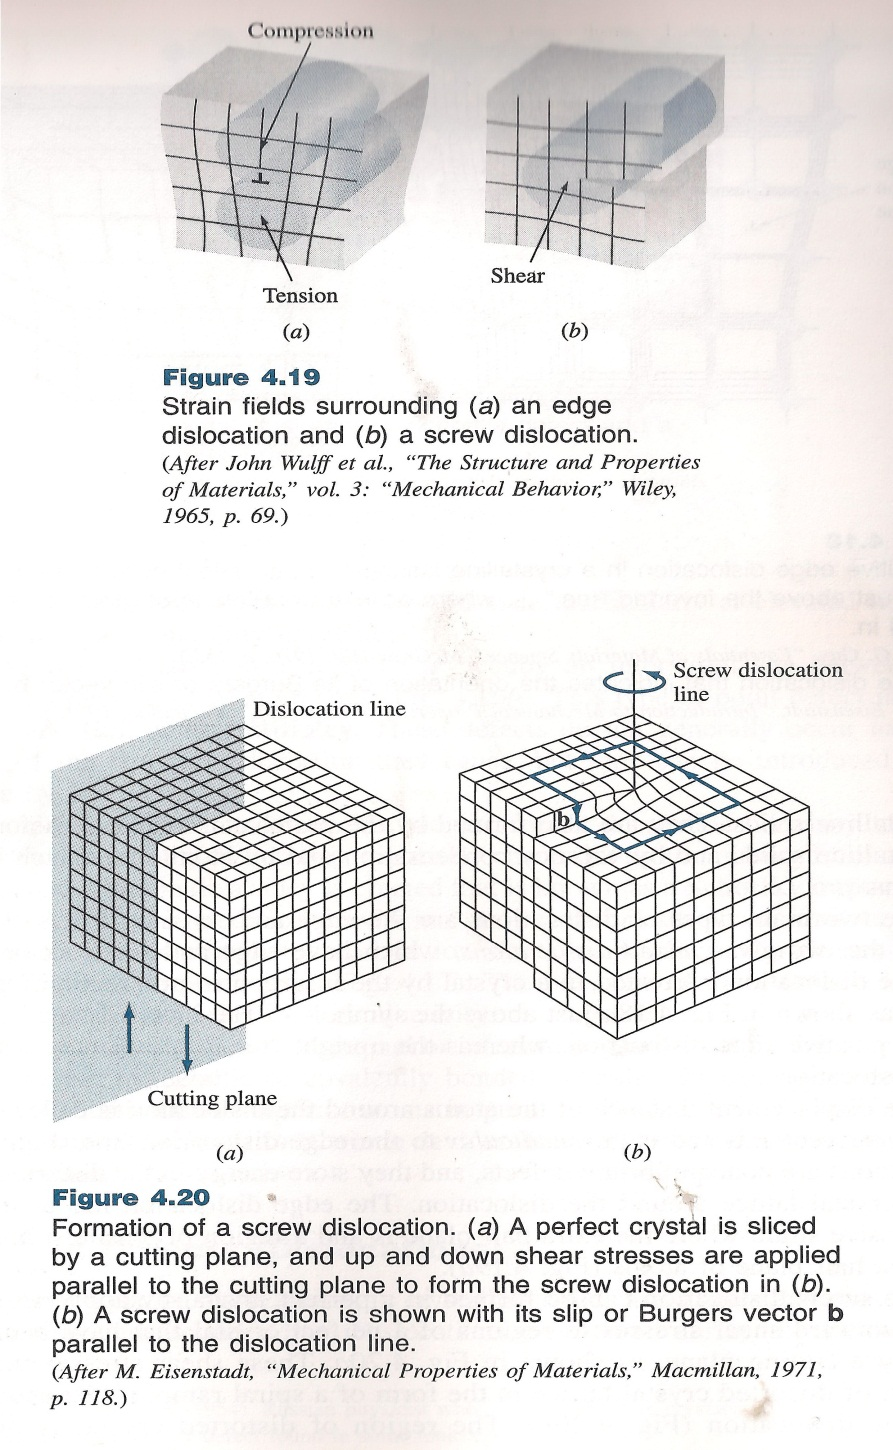 Compression
Shear
Tension
(a)
(b)
Figure 4.19
Strain fields surrounding (a) an edge
dislocation and (b) a screw dislocation.
(After John Wulff et al., “The Structure and Properties
of Materials,” vol. 3: “Mechanical Behavior,” Wiley,
1965, p. 69.)
Screw dislocation
line
Dislocation line
b
Cutting plane
(a)
(b)
Figure 4.20
Formation of a screw dislocation. (a) A perfect crystal is sliced
by a cutting plane, and up and down shear stresses are applied
parallel to the cutting plane to form the screw dislocation in (b).
(b) A screw dislocation is shown with its slip or Burgers vector b
parallel to the dislocation line.
(After M. Eisenstadt, “Mechanical Properties of Materials,” Macmillan, 1971,
p. 118.)